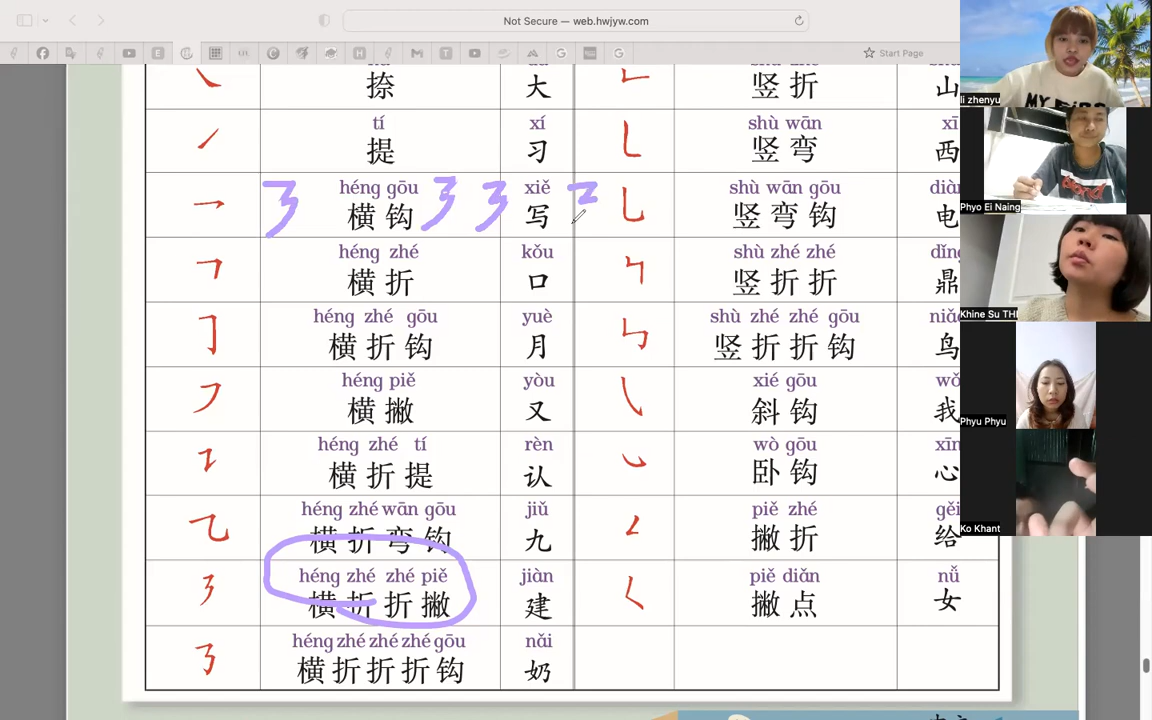 Not Secure — web.hwjyw.com
Start Page
捺 大 竖 折 山
tí xí shù wān xī
提 习 竖 弯 西
héng gōu xiě shù wān gōu
横 钩 写 竖 弯 钩 电
héng zhé kǒu shù zhé zhé
横 折 口 竖 折 折 鼎
héng zhé gōu yuè shù zhé zhé gōu
横 折 钩 月 竖 折 折 钩 鸟
héng piě yòu xié gōu
横 撇 又 斜 钩 我
héng zhé tí rèn wò gōu
横 折 提 认 卧 钩 心
héng zhé wān gōu jiǔ piě zhé gěi
横 折 弯 钩 九 撇 折 给
héng zhé zhé piě jiàn piě diǎn nǚ
横 折 折 撇 建 撇 点 女
héng zhé zhé zhé gōu nǎi
横 折 折 折 钩 奶
li zhenyu
Phyo Ei Naing
Khine Su
Phyu Phyu
Ko Khant